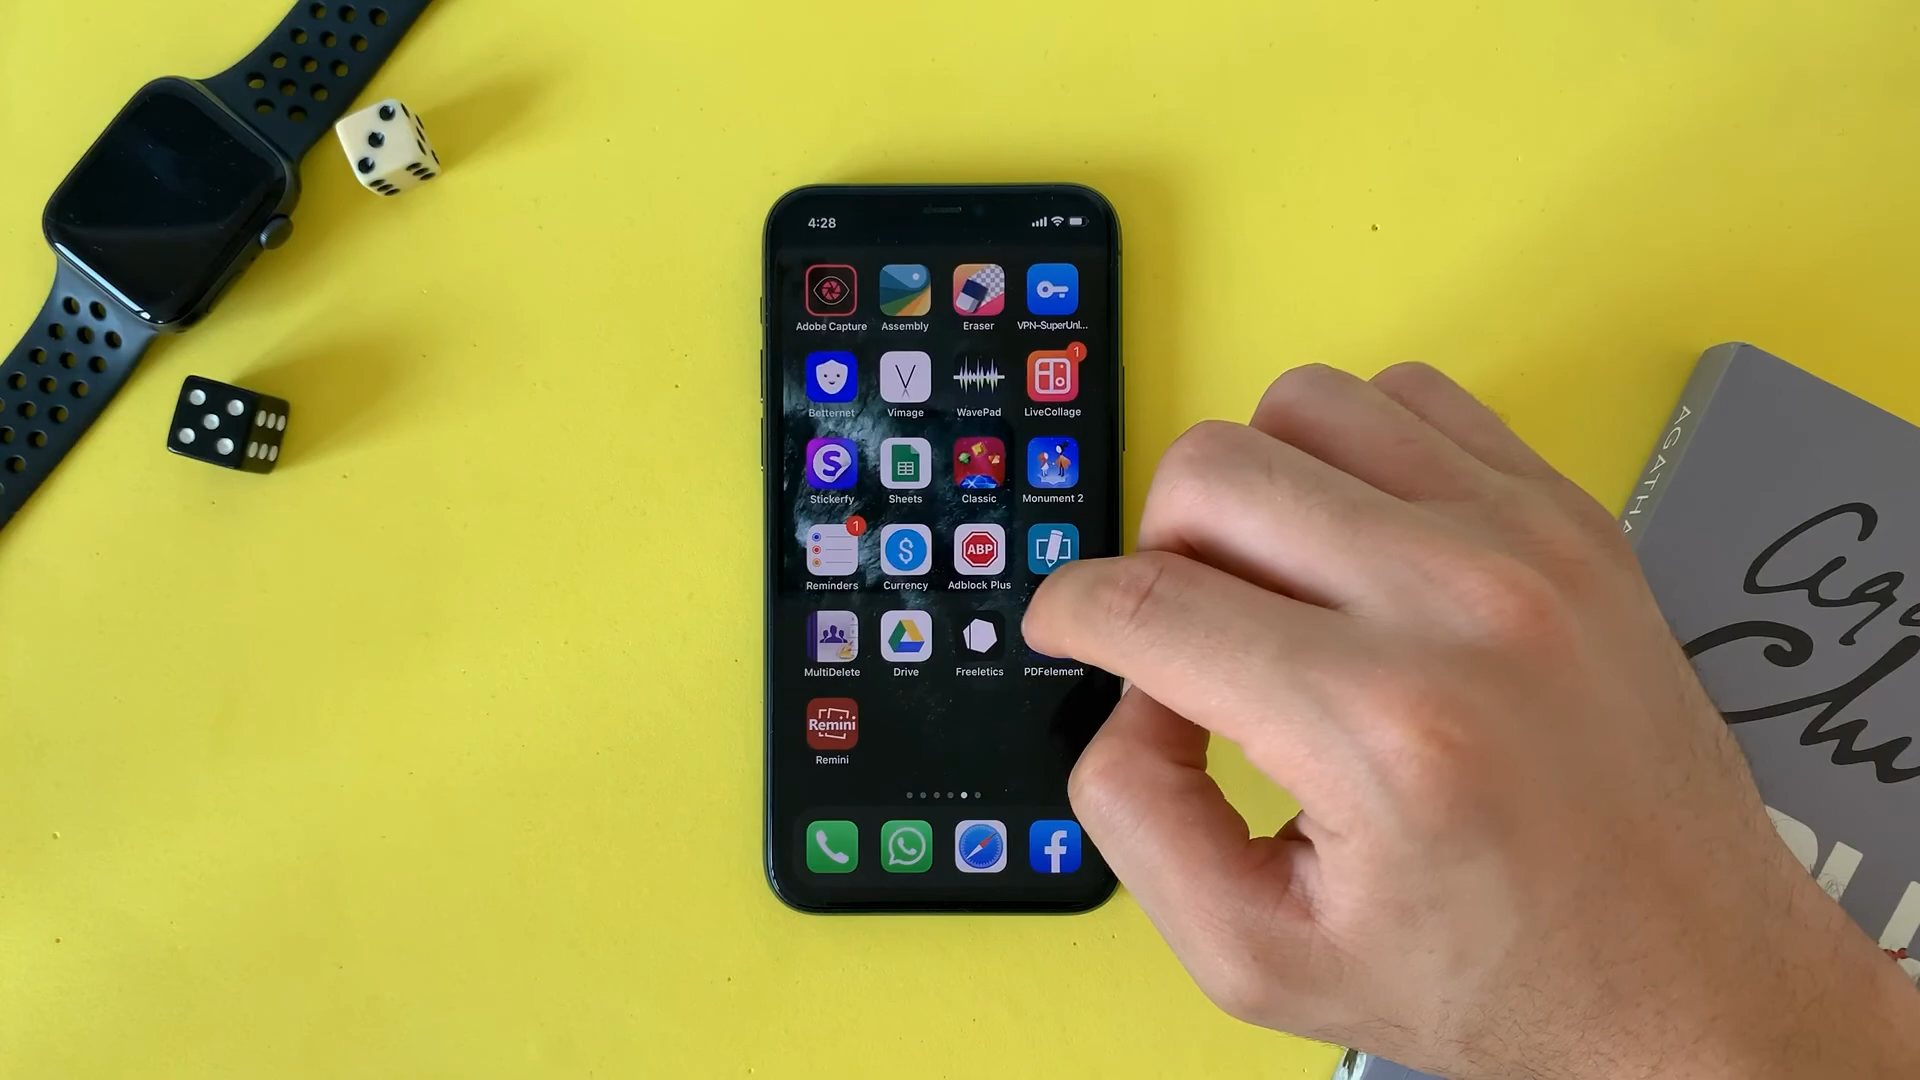 4:28
Adobe Capture
Assembly
Eraser
VPN-SuperUnl...
1
Betternet
Vimage
WavePad
LiveCollage
Stickerfy
Sheets
Classic
Monument 2
1
ABP
Reminders
Currency
Adblock Plus
MultiDelete
Drive
Freeletics
PDFelement
Remini
Remini
AGATHA